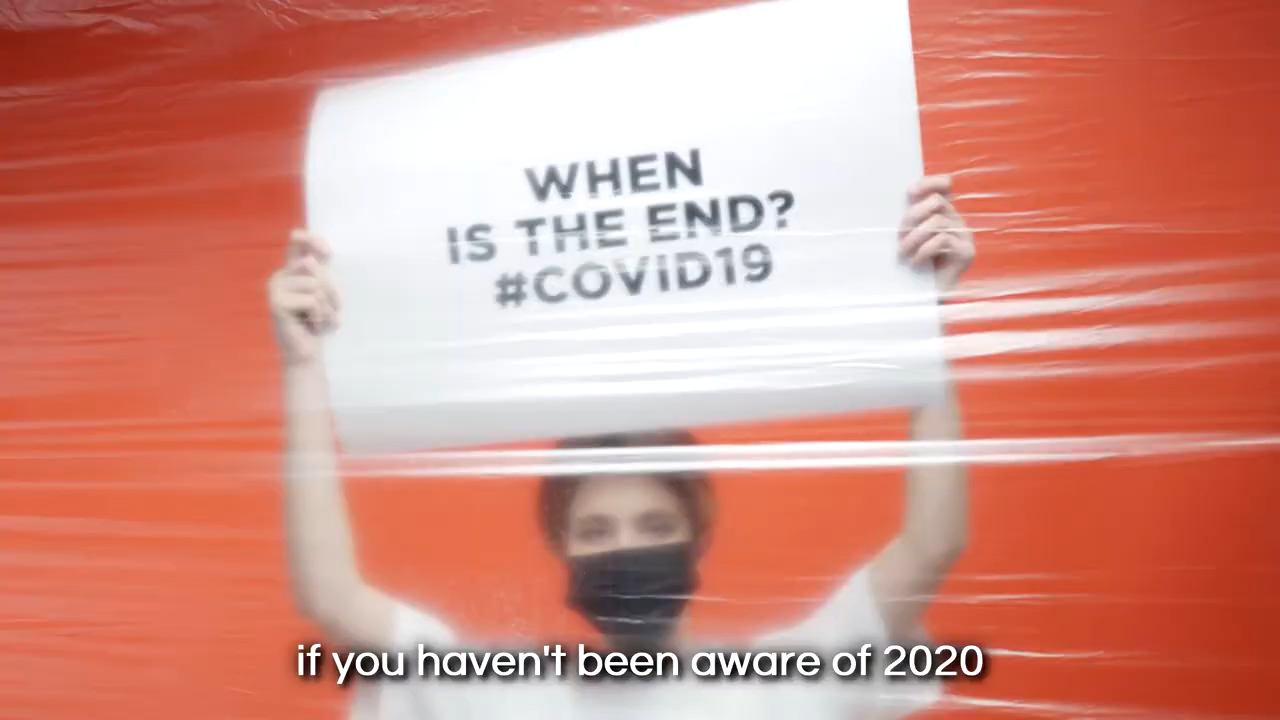 WHEN
IS THE END?
#COVID19
if you haven't been aware of 2020